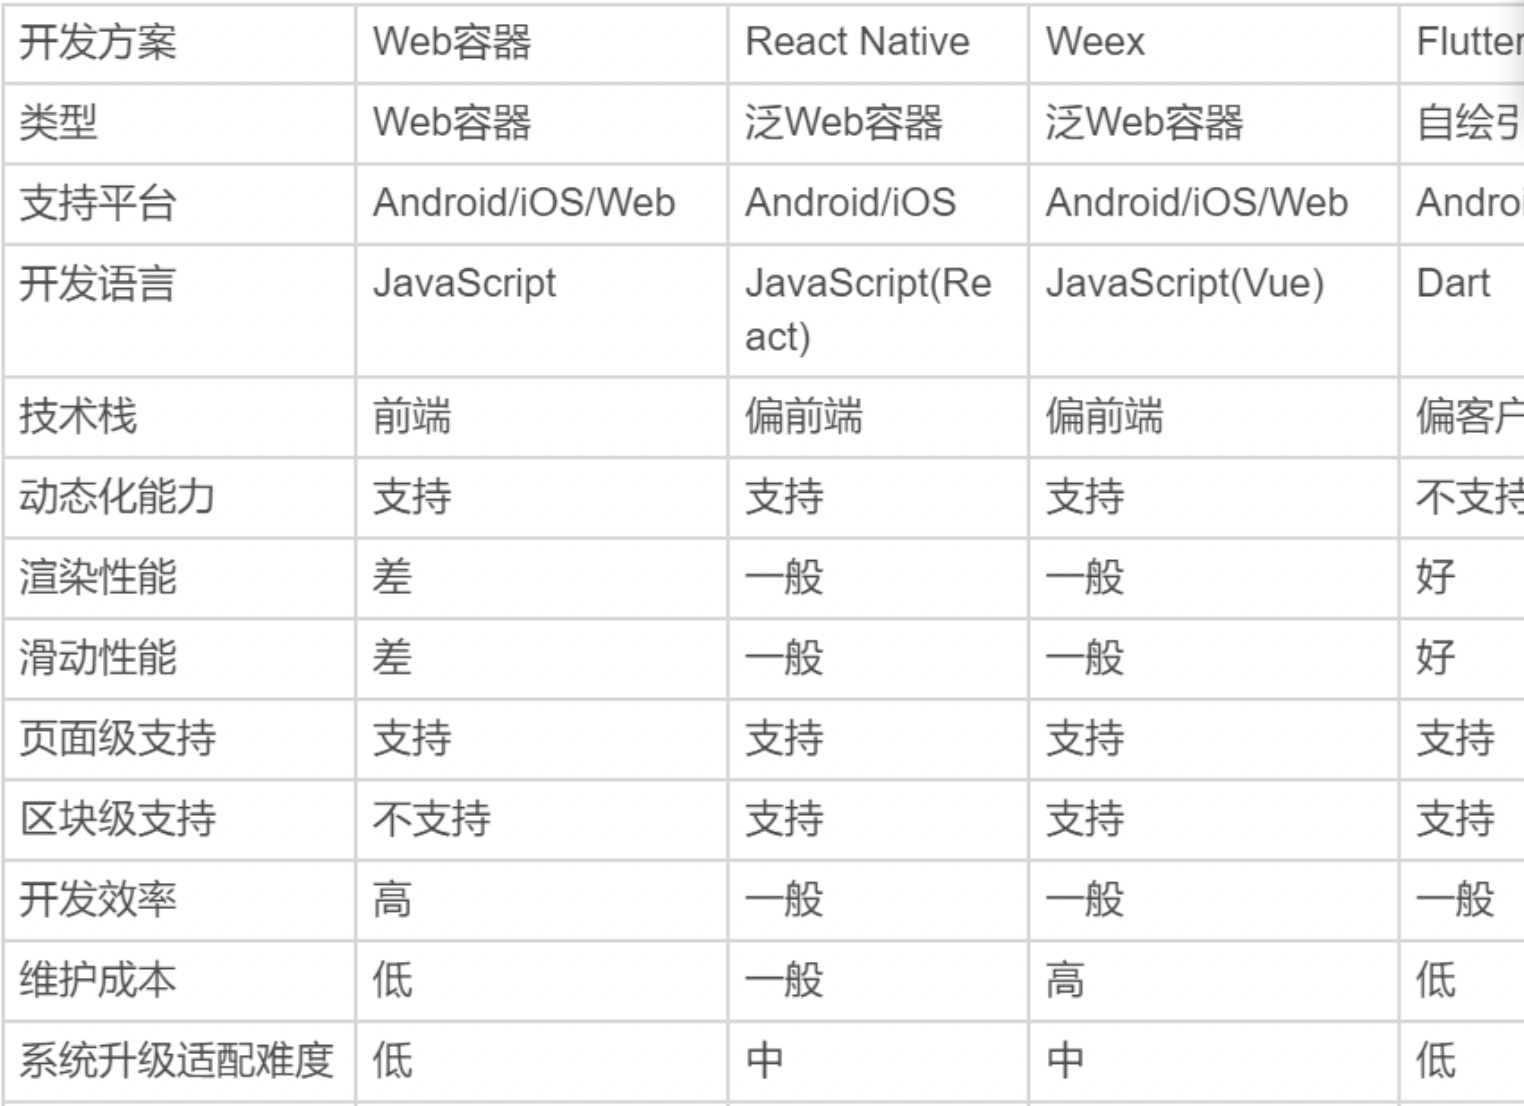 开发方案 Web容器 React Native Weex Flutter
类型 Web容器 泛Web容器 泛Web容器 自绘引
支持平台 Android/iOS/Web Android/iOS Android/iOS/Web Androi
开发语言 JavaScript JavaScript(Re JavaScript(Vue) Dart
act)
技术栈 前端 偏前端 偏前端 偏客户
动态化能力 支持 支持 支持 不支持
渲染性能 差 一般 一般 好
滑动性能 差 一般 一般 好
页面级支持 支持 支持 支持 支持
区块级支持 不支持 支持 支持 支持
开发效率 高 一般 一般 一般
维护成本 低 一般 高 低
系统升级适配难度 低 中 中 低